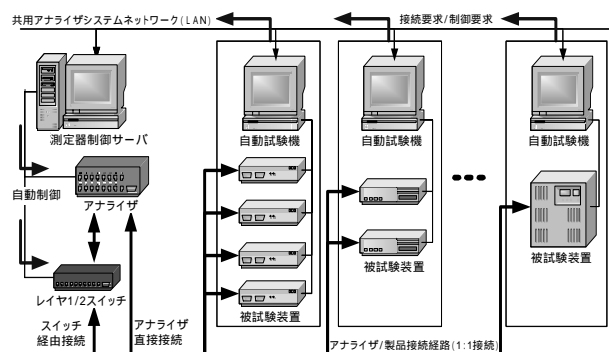 共用アナライザシステムネットワーク(LAN)
接続要求/制御要求
測定器制御サーバ
自動試験機
自動試験機
自動試験機
自動制御
アナライザ
被試験装置
被試験装置
レイヤ1/2スイッチ
被試験装置
スイッチ
経由接続
アナライザ
直接接続
アナライザ/製品接続経路(1:1接続)